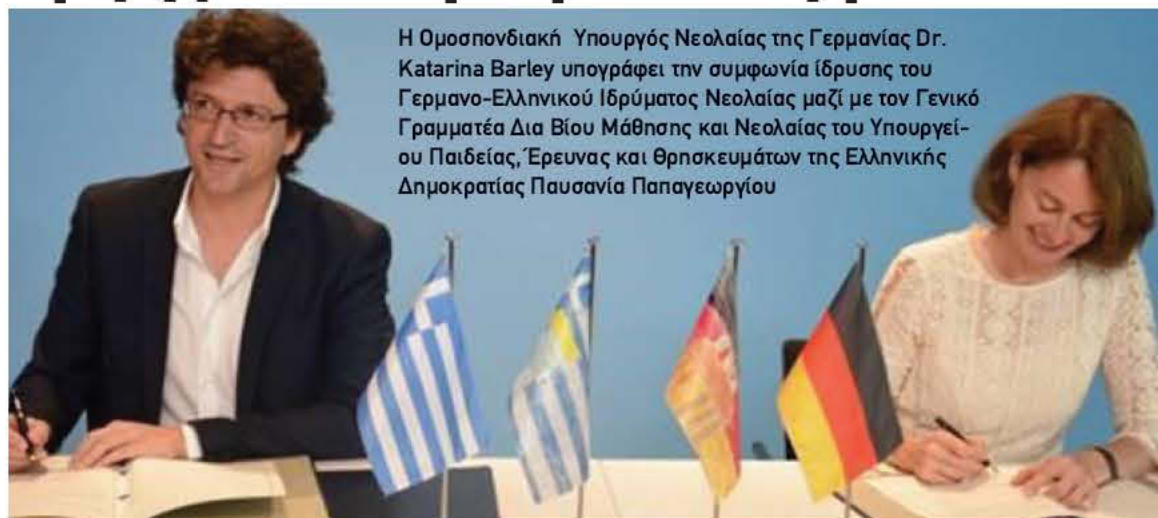 Η Ομοσπονδιακή Υπουργός Νεολαίας της Γερμανίας Dr.
Katarina Barley υπογράφει την συμφωνία ίδρυσης του
Γερμανο-Ελληνικού Ιδρύματος Νεολαίας μαζί με τον Γενικό
Γραμματέα Δια Βίου Μάθησης και Νεολαίας του Υπουργεί-
ου Παιδείας, Έρευνας και Θρησκευμάτων της Ελληνικής
Δημοκρατίας Παυσανία Παπαγεωργίου